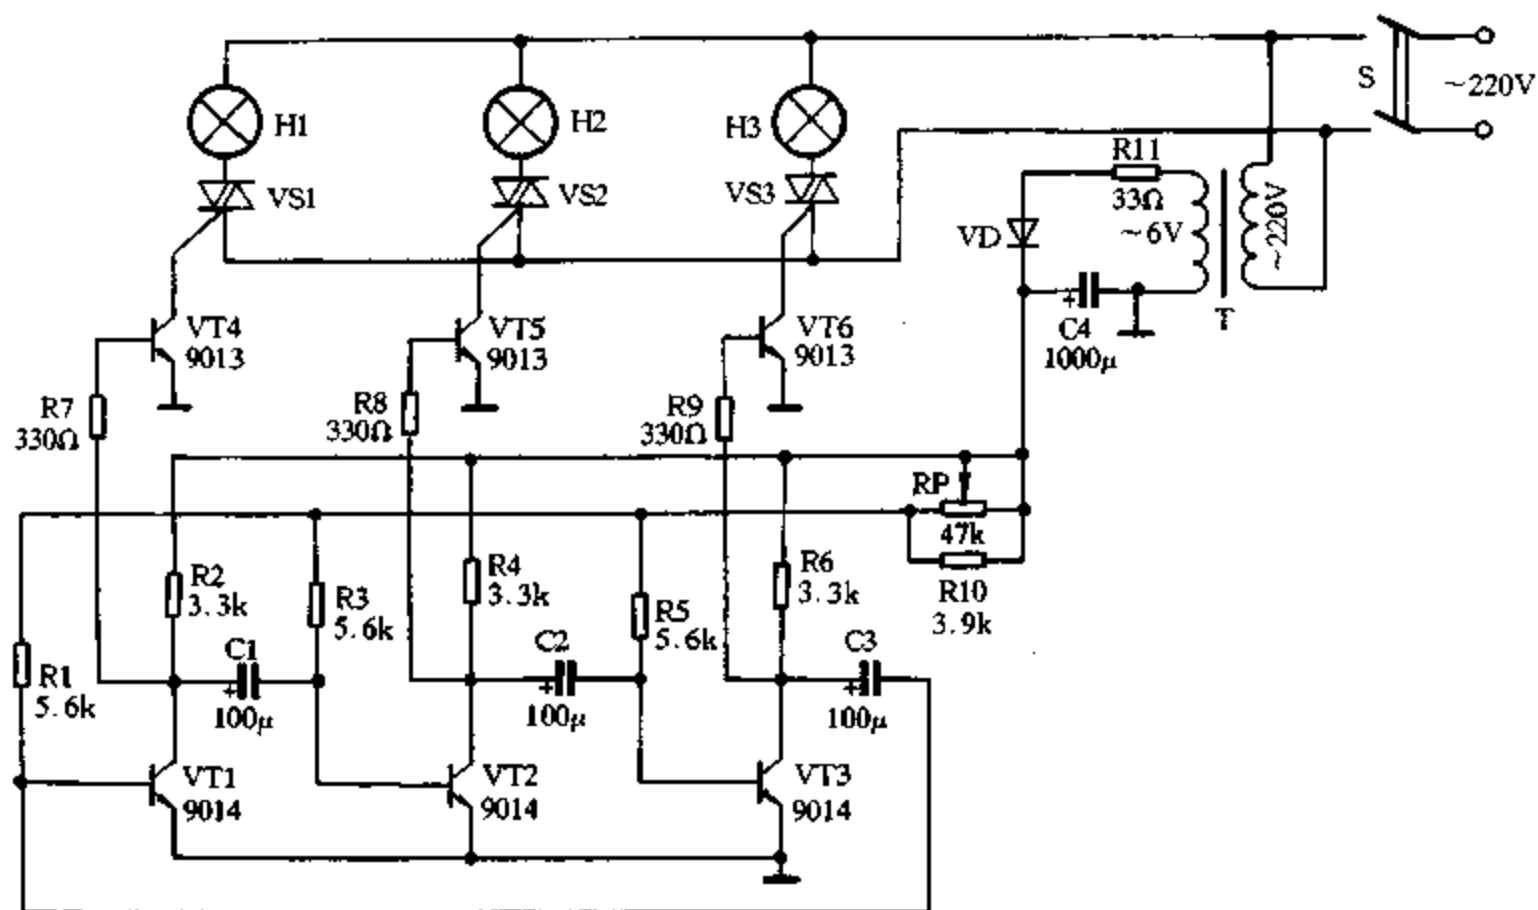 H1
H2
H3
S
~220V
VS1
VS2
VS3
R11
33Ω
VD
~6V
~220V
T
C4
+
1000μ
VT4
9013
VT5
9013
VT6
9013
R7
330Ω
R8
330Ω
R9
330Ω
RP
47k
R10
3.9k
R2
3.3k
R3
5.6k
R4
3.3k
R5
5.6k
R6
3.3k
R1
5.6k
C1
+
100μ
C2
+
100μ
C3
+
100μ
VT1
9014
VT2
9014
VT3
9014